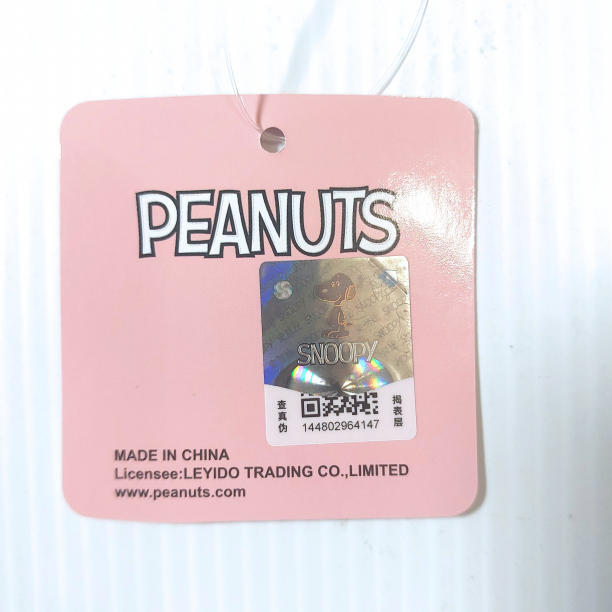 PEANUTS
SNOOPY
查真伪
揭表层
144802964147
MADE IN CHINA
Licensee:LEYIDO TRADING CO.,LIMITED
www.peanuts.com